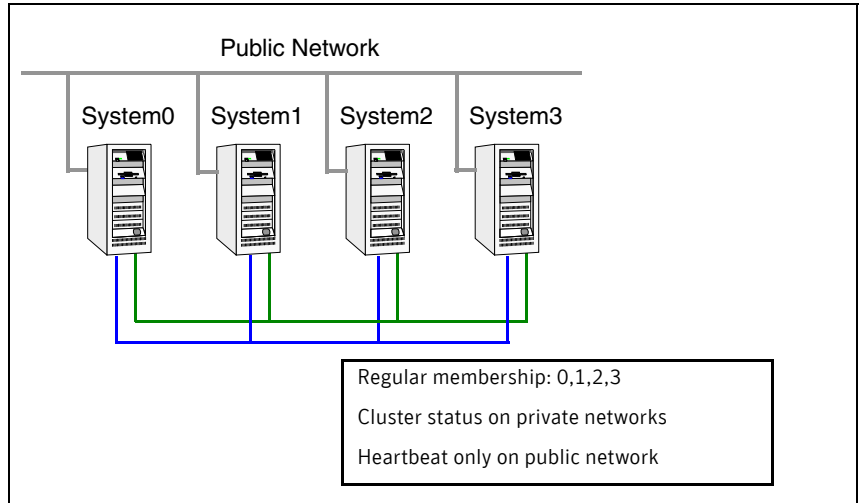 Public Network
System0 System1 System2 System3
Regular membership: 0,1,2,3
Cluster status on private networks
Heartbeat only on public network